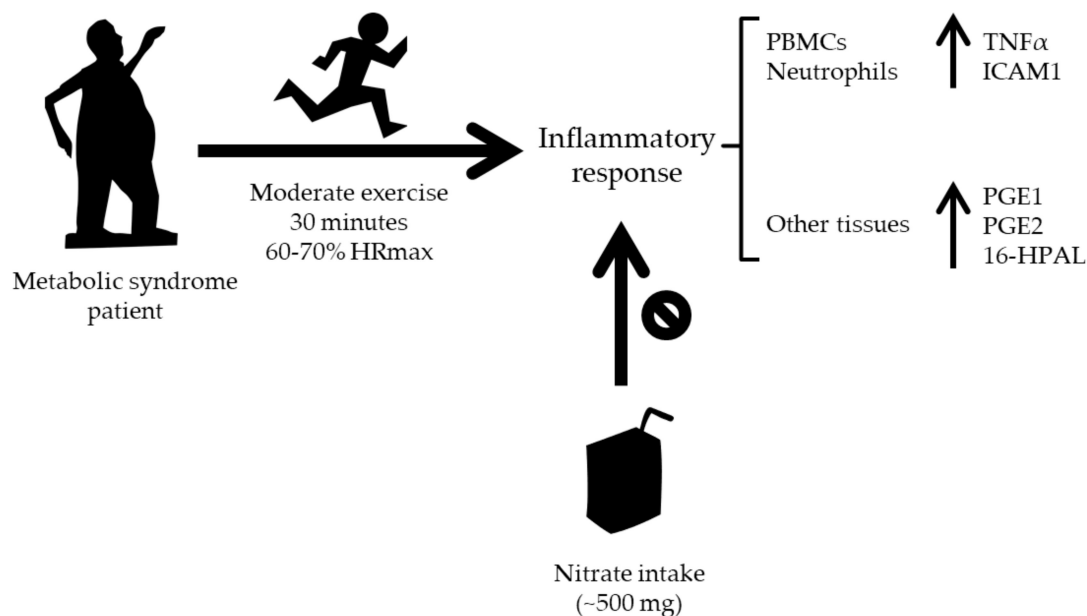 Metabolic syndrome
patient
Moderate exercise
30 minutes
60-70% HRmax
Inflammatory
response
PBMCs
Neutrophils
TNFα
ICAM1
Other tissues
PGE1
PGE2
16-HPAL
Nitrate intake
(~500 mg)